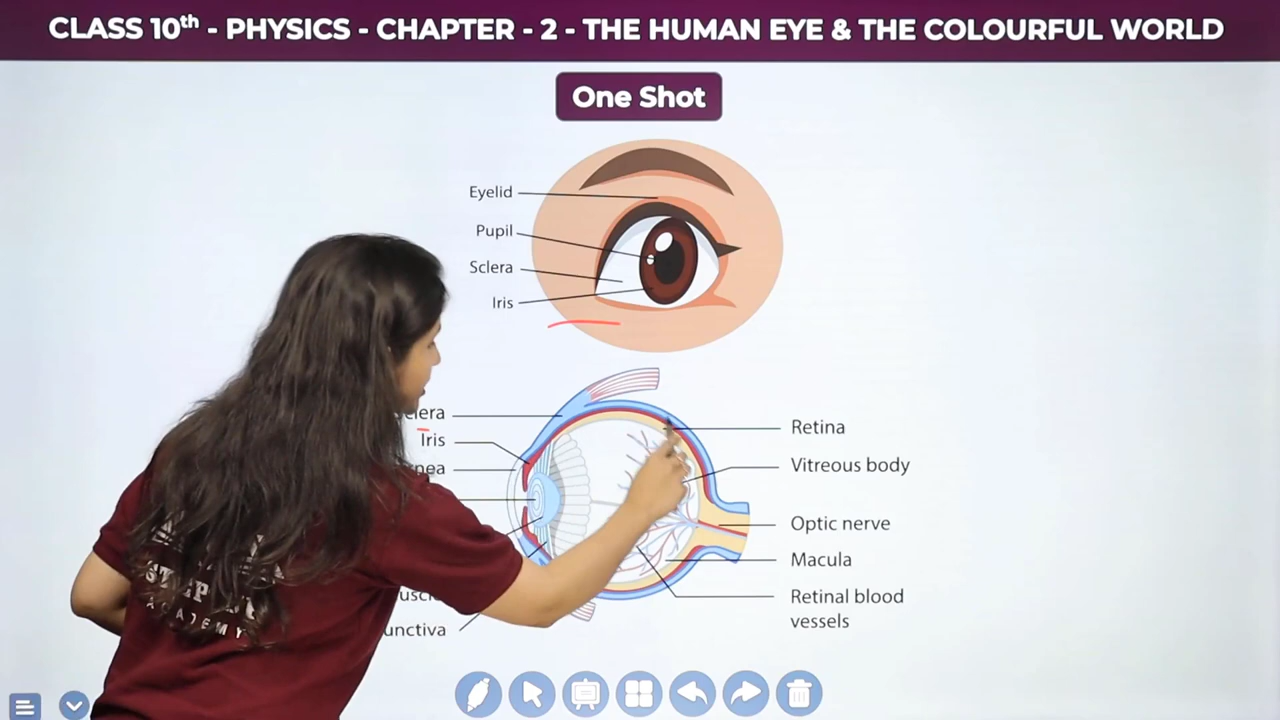 CLASS 10th - PHYSICS - CHAPTER - 2 - THE HUMAN EYE & THE COLOURFUL WORLD
One Shot
Eyelid
Pupil
Sclera
Iris
Iris
Retina
Vitreous body
Optic nerve
Macula
Retinal blood
vessels
ACADEMY